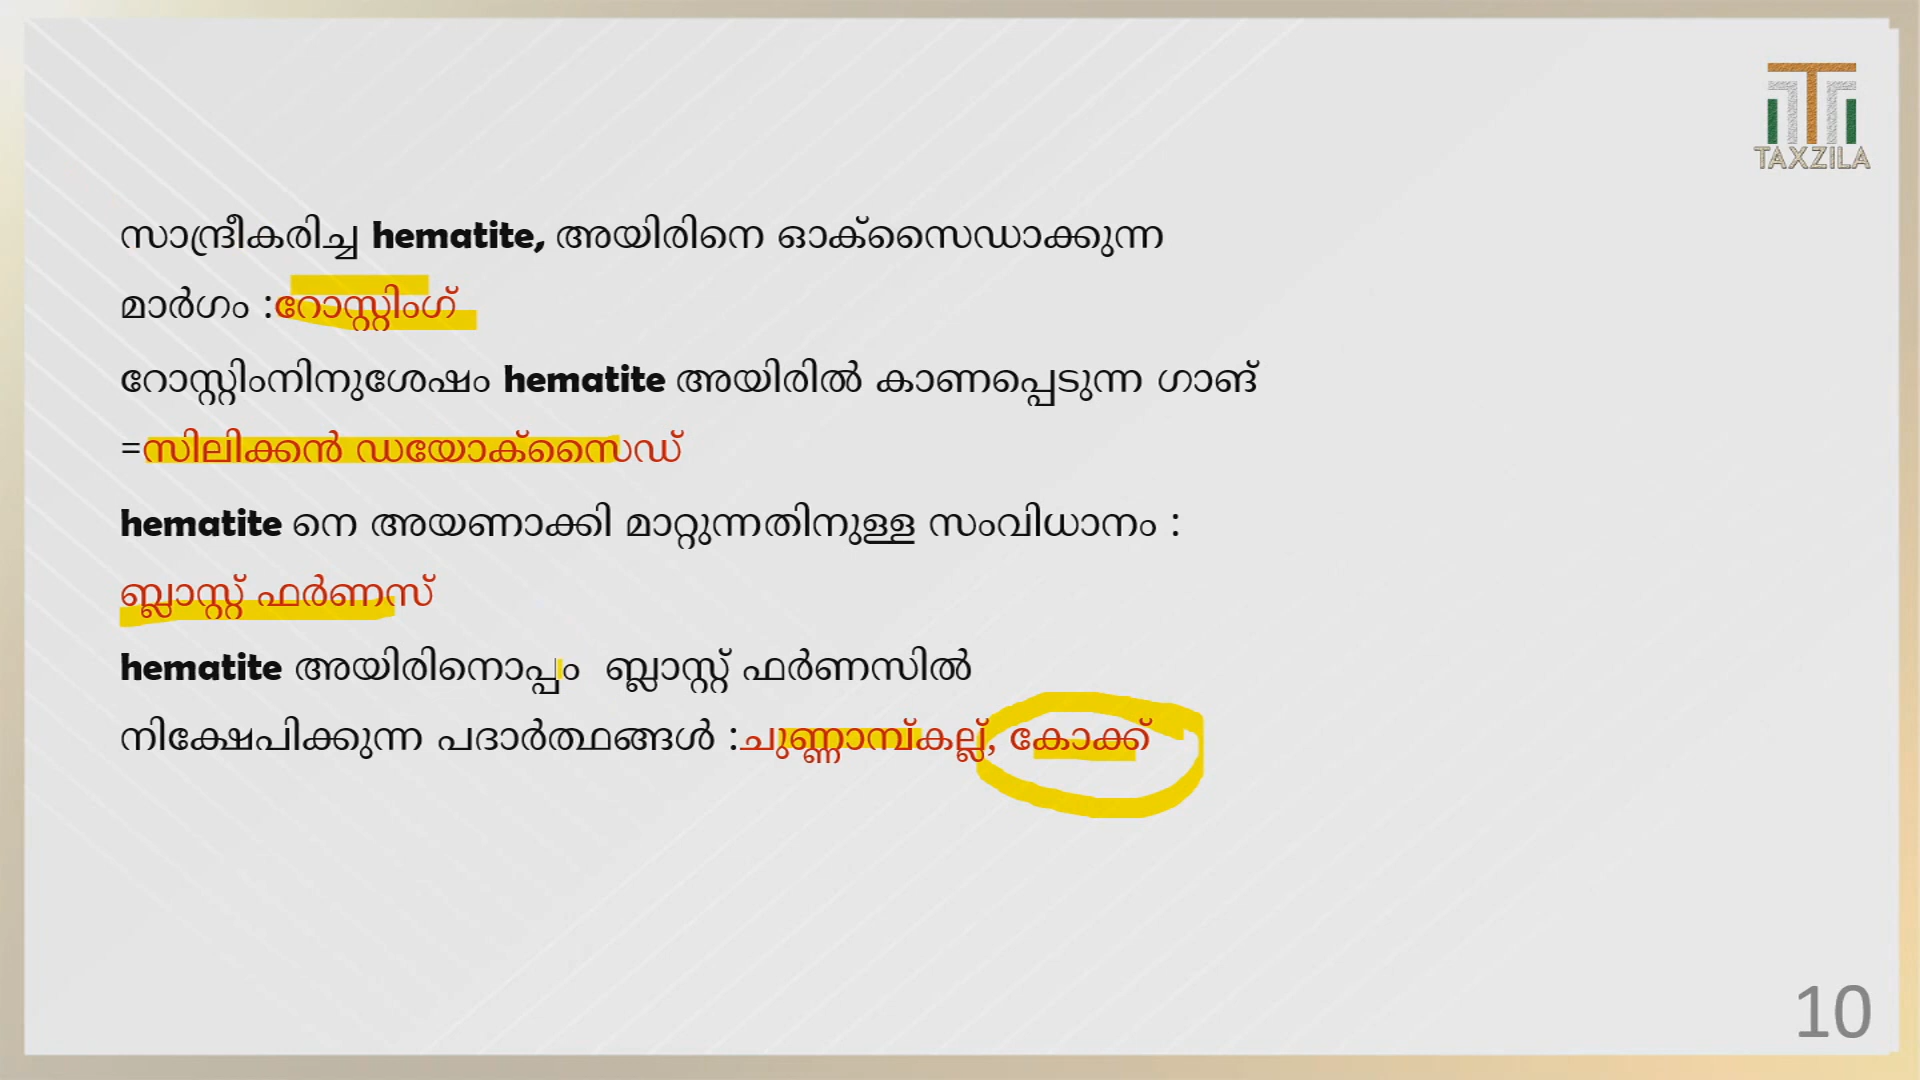 TAXZILA
സാന്ദ്രീകരിച്ച hematite, അയിരിനെ ഓക്സൈഡാക്കുന്ന
മാർഗം :റോസ്റ്റിംഗ്
റോസ്റ്റിംനിനുശേഷം hematite അയിരിൽ കാണപ്പെടുന്ന ഗാങ്
=സിലിക്കൻ ഡയോക്സൈഡ്
hematite നെ അയണാക്കി മാറ്റുന്നതിനുള്ള സംവിധാനം :
ബ്ലാസ്റ്റ് ഫർണസ്
hematite അയിരിനൊപ്പം ബ്ലാസ്റ്റ് ഫർണസിൽ
നിക്ഷേപിക്കുന്ന പദാർത്ഥങ്ങൾ :ചുണ്ണാമ്പ്കല്ല്, കോക്ക്
10